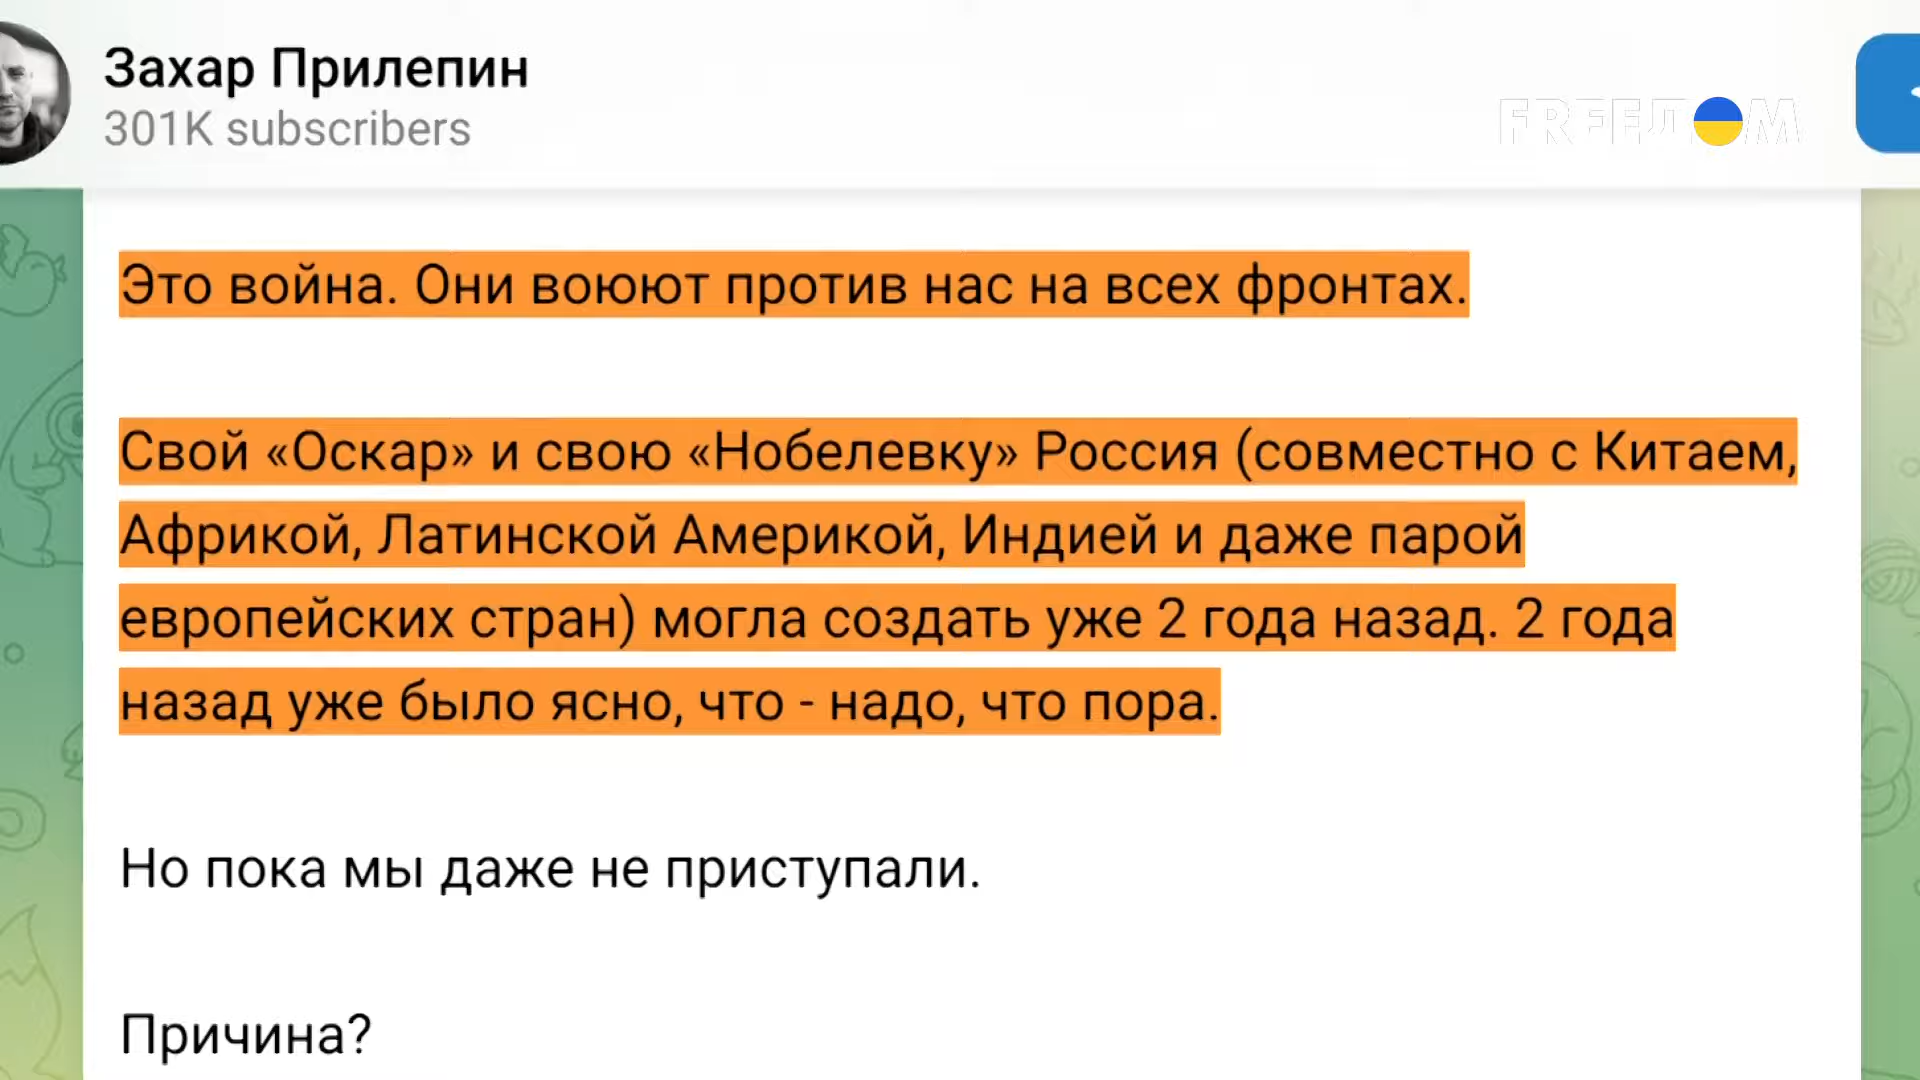 Захар Прилепин
301K subscribers
FREEДOM
Это война. Они воюют против нас на всех фронтах.
Свой «Оскар» и свою «Нобелевку» Россия (совместно с Китаем,
Африкой, Латинской Америкой, Индией и даже парой
европейских стран) могла создать уже 2 года назад. 2 года
назад уже было ясно, что - надо, что пора.
Но пока мы даже не приступали.
Причина?